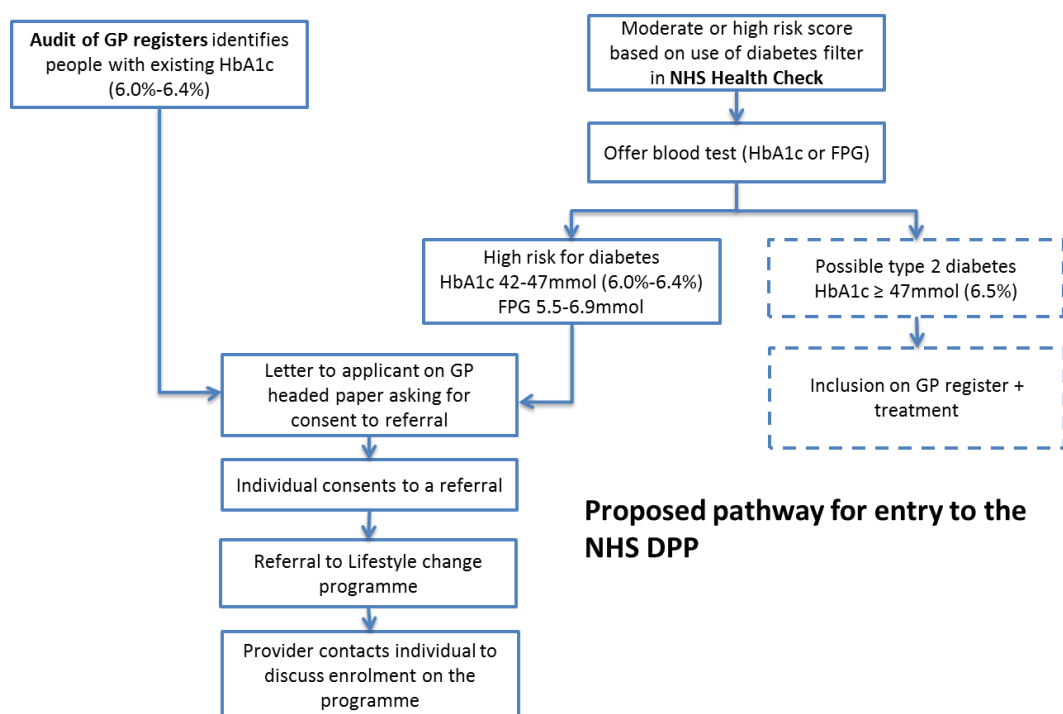 Audit of GP registers identifies
people with existing HbA1c
(6.0%-6.4%)
Moderate or high risk score
based on use of diabetes filter
in NHS Health Check
Offer blood test (HbA1c or FPG)
High risk for diabetes
HbA1c 42-47mmol (6.0%-6.4%)
FPG 5.5-6.9mmol
Possible type 2 diabetes
HbA1c ≥ 47mmol (6.5%)
Letter to applicant on GP
headed paper asking for
consent to referral
Inclusion on GP register +
treatment
Individual consents to a referral
Proposed pathway for entry to the
NHS DPP
Referral to Lifestyle change
programme
Provider contacts individual to
discuss enrolment on the
programme